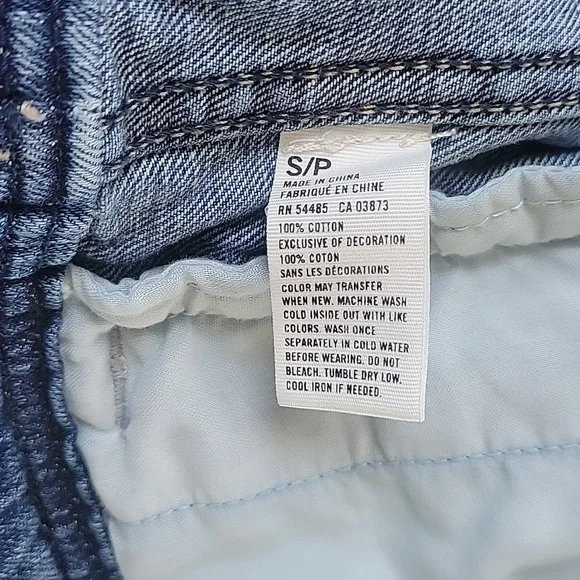 S/P
MADE IN CHINA
FABRIQUÉ EN CHINE
RN 54485 CA 03873
100% COTTON
EXCLUSIVE OF DECORATION
100% COTON
SANS LES DÉCORATIONS
COLOR MAY TRANSFER
WHEN NEW. MACHINE WASH
COLD INSIDE OUT WITH LIKE
COLORS. WASH ONCE
SEPARATELY IN COLD WATER
BEFORE WEARING. DO NOT
BLEACH. TUMBLE DRY LOW.
COOL IRON IF NEEDED.